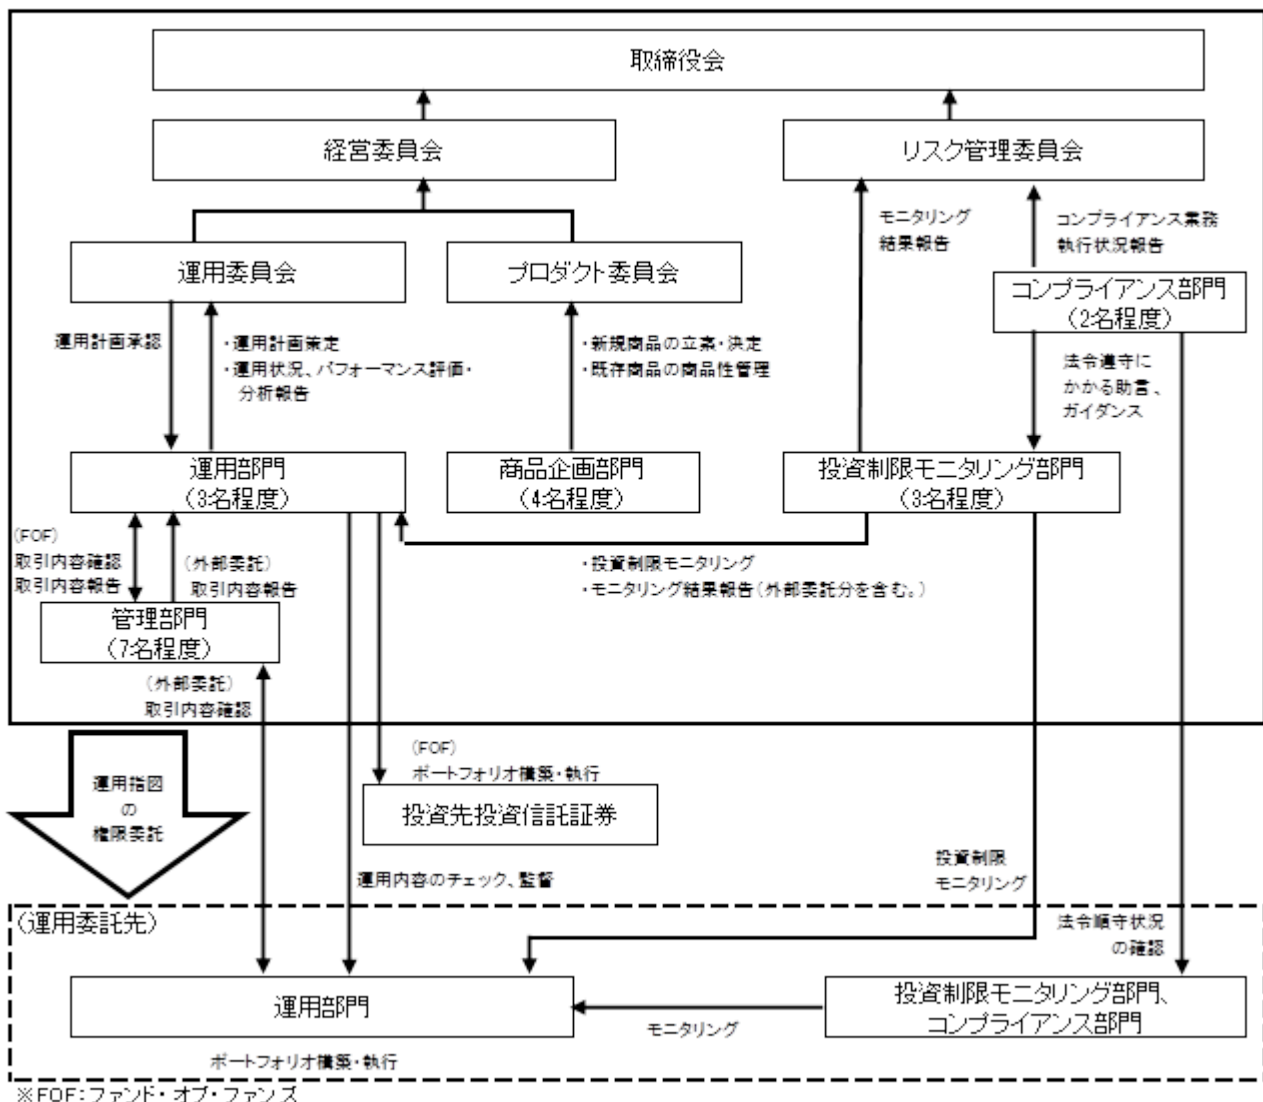 取締役会
経営委員会
リスク管理委員会
モニタリング
結果報告
コンプライアンス業務
執行状況報告
運用委員会
プロダクト委員会
コンプライアンス部門
(2名程度)
運用計画承認
・運用計画策定
・運用状況、パフォーマンス評価・
分析報告
・新規商品の立案・決定
・既存商品の商品性管理
法令遵守に
かかる助言、
ガイダンス
運用部門
(3名程度)
商品企画部門
(4名程度)
投資制限モニタリング部門
(3名程度)
(FOF)
取引内容確認
取引内容報告
(外部委託)
取引内容報告
・投資制限モニタリング
・モニタリング結果報告(外部委託分を含む。)
管理部門
(7名程度)
(外部委託)
取引内容確認
運用指図
の
権限委託
(FOF)
ポートフォリオ構築・執行
投資先投資信託証券
運用内容のチェック、監督
投資制限
モニタリング
(運用委託先)
法令順守状況
の確認
運用部門
モニタリング
投資制限モニタリング部門、
コンプライアンス部門
ポートフォリオ構築・執行
※FOF:ファンド・オブ・ファンズ